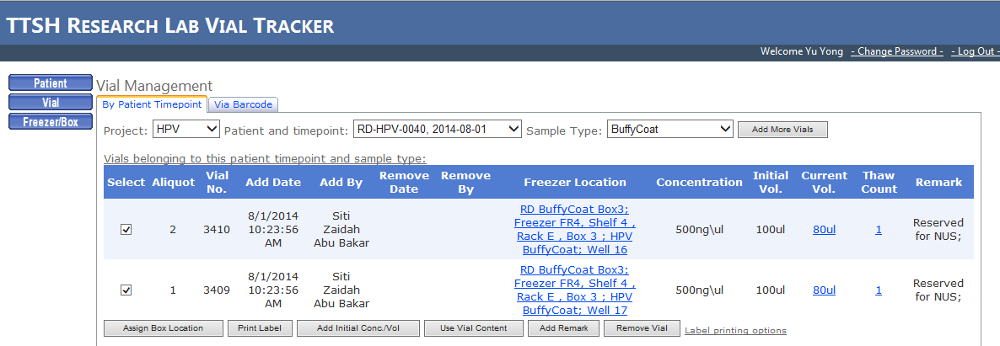 TTSH RESEARCH LAB VIAL TRACKER
Welcome Yu Yong - Change Password - - Log Out -
Patient
Vial
Freezer/Box
Vial Management
By Patient Timepoint Via Barcode
Project: HPV Patient and timepoint: RD-HPV-0040, 2014-08-01 Sample Type: BuffyCoat Add More Vials
Vials belonging to this patient timepoint and sample type:
Select Aliquot Vial No. Add Date Add By Remove Date Remove By Freezer Location Concentration Initial Vol. Current Vol. Thaw Count Remark
2 3410 8/1/2014 10:23:56 AM Siti Zaidah Abu Bakar RD BuffyCoat Box3; Freezer FR4, Shelf 4 , Rack E , Box 3 ; HPV BuffyCoat; Well 16 500ng\ul 100ul 80ul 1 Reserved for NUS;
1 3409 8/1/2014 10:23:56 AM Siti Zaidah Abu Bakar RD BuffyCoat Box3; Freezer FR4, Shelf 4 , Rack E , Box 3 ; HPV BuffyCoat; Well 17 500ng\ul 100ul 80ul 1 Reserved for NUS;
Assign Box Location Print Label Add Initial Conc./Vol Use Vial Content Add Remark Remove Vial Label printing options